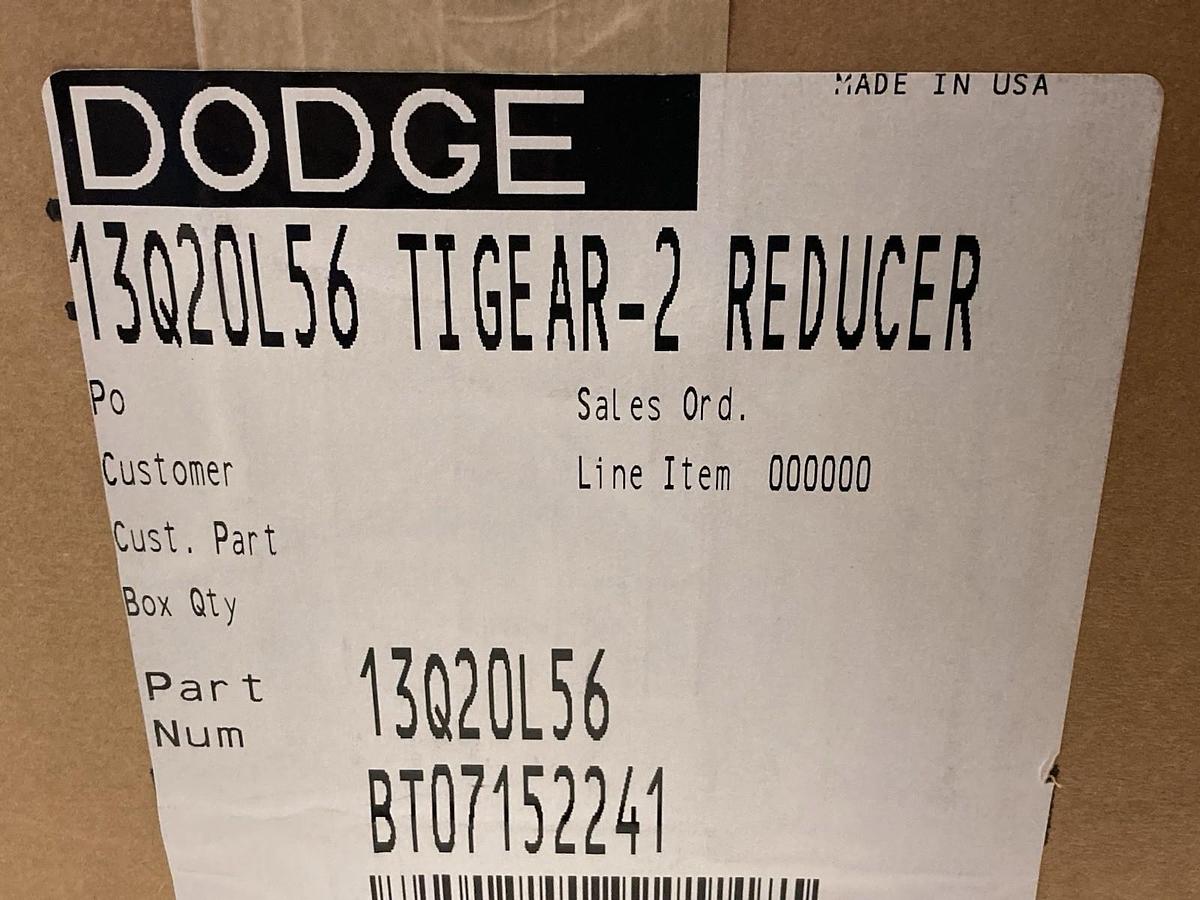 DODGE
MADE IN USA
13Q20L56 TIGEAR-2 REDUCER
Po
Sales Ord.
Customer
Line Item 000000
Cust. Part
Box Qty
Part
Num
13Q20L56
BT07152241